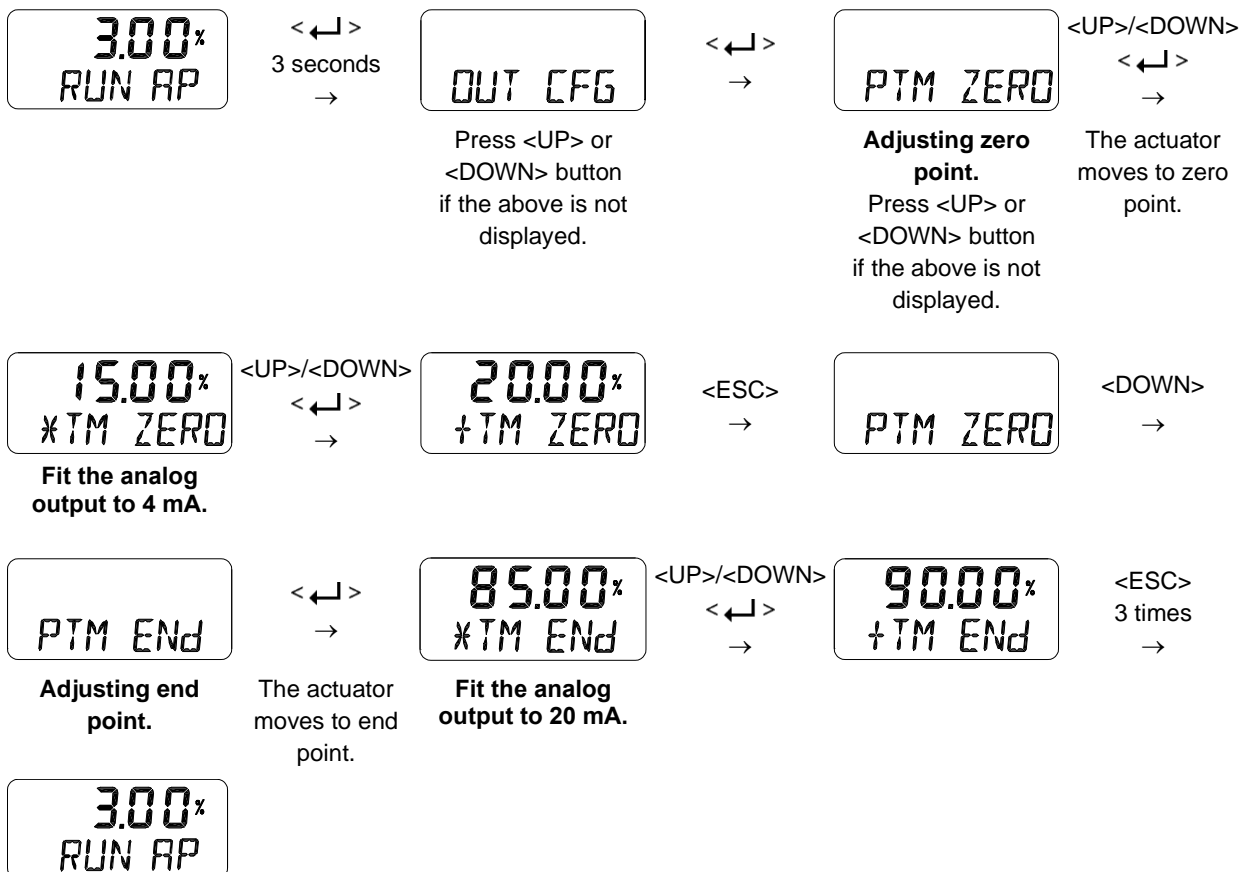 3.00%
RUN AP
< ↵ >
3 seconds
→
OUT CFG
Press <UP> or
<DOWN> button
if the above is not
displayed.
< ↵ >
→
PTM ZERO
Adjusting zero
point.
Press <UP> or
<DOWN> button
if the above is not
displayed.
<UP>/<DOWN>
< ↵ >
→
The actuator
moves to zero
point.
15.00%
*TM ZERO
Fit the analog
output to 4 mA.
<UP>/<DOWN>
< ↵ >
→
20.00%
+TM ZERO
<ESC>
→
PTM ZERO
<DOWN>
→
PTM ENd
Adjusting end
point.
< ↵ >
→
The actuator
moves to end
point.
85.00%
*TM ENd
Fit the analog
output to 20 mA.
<UP>/<DOWN>
< ↵ >
→
90.00%
+TM ENd
<ESC>
3 times
→
3.00%
RUN AP